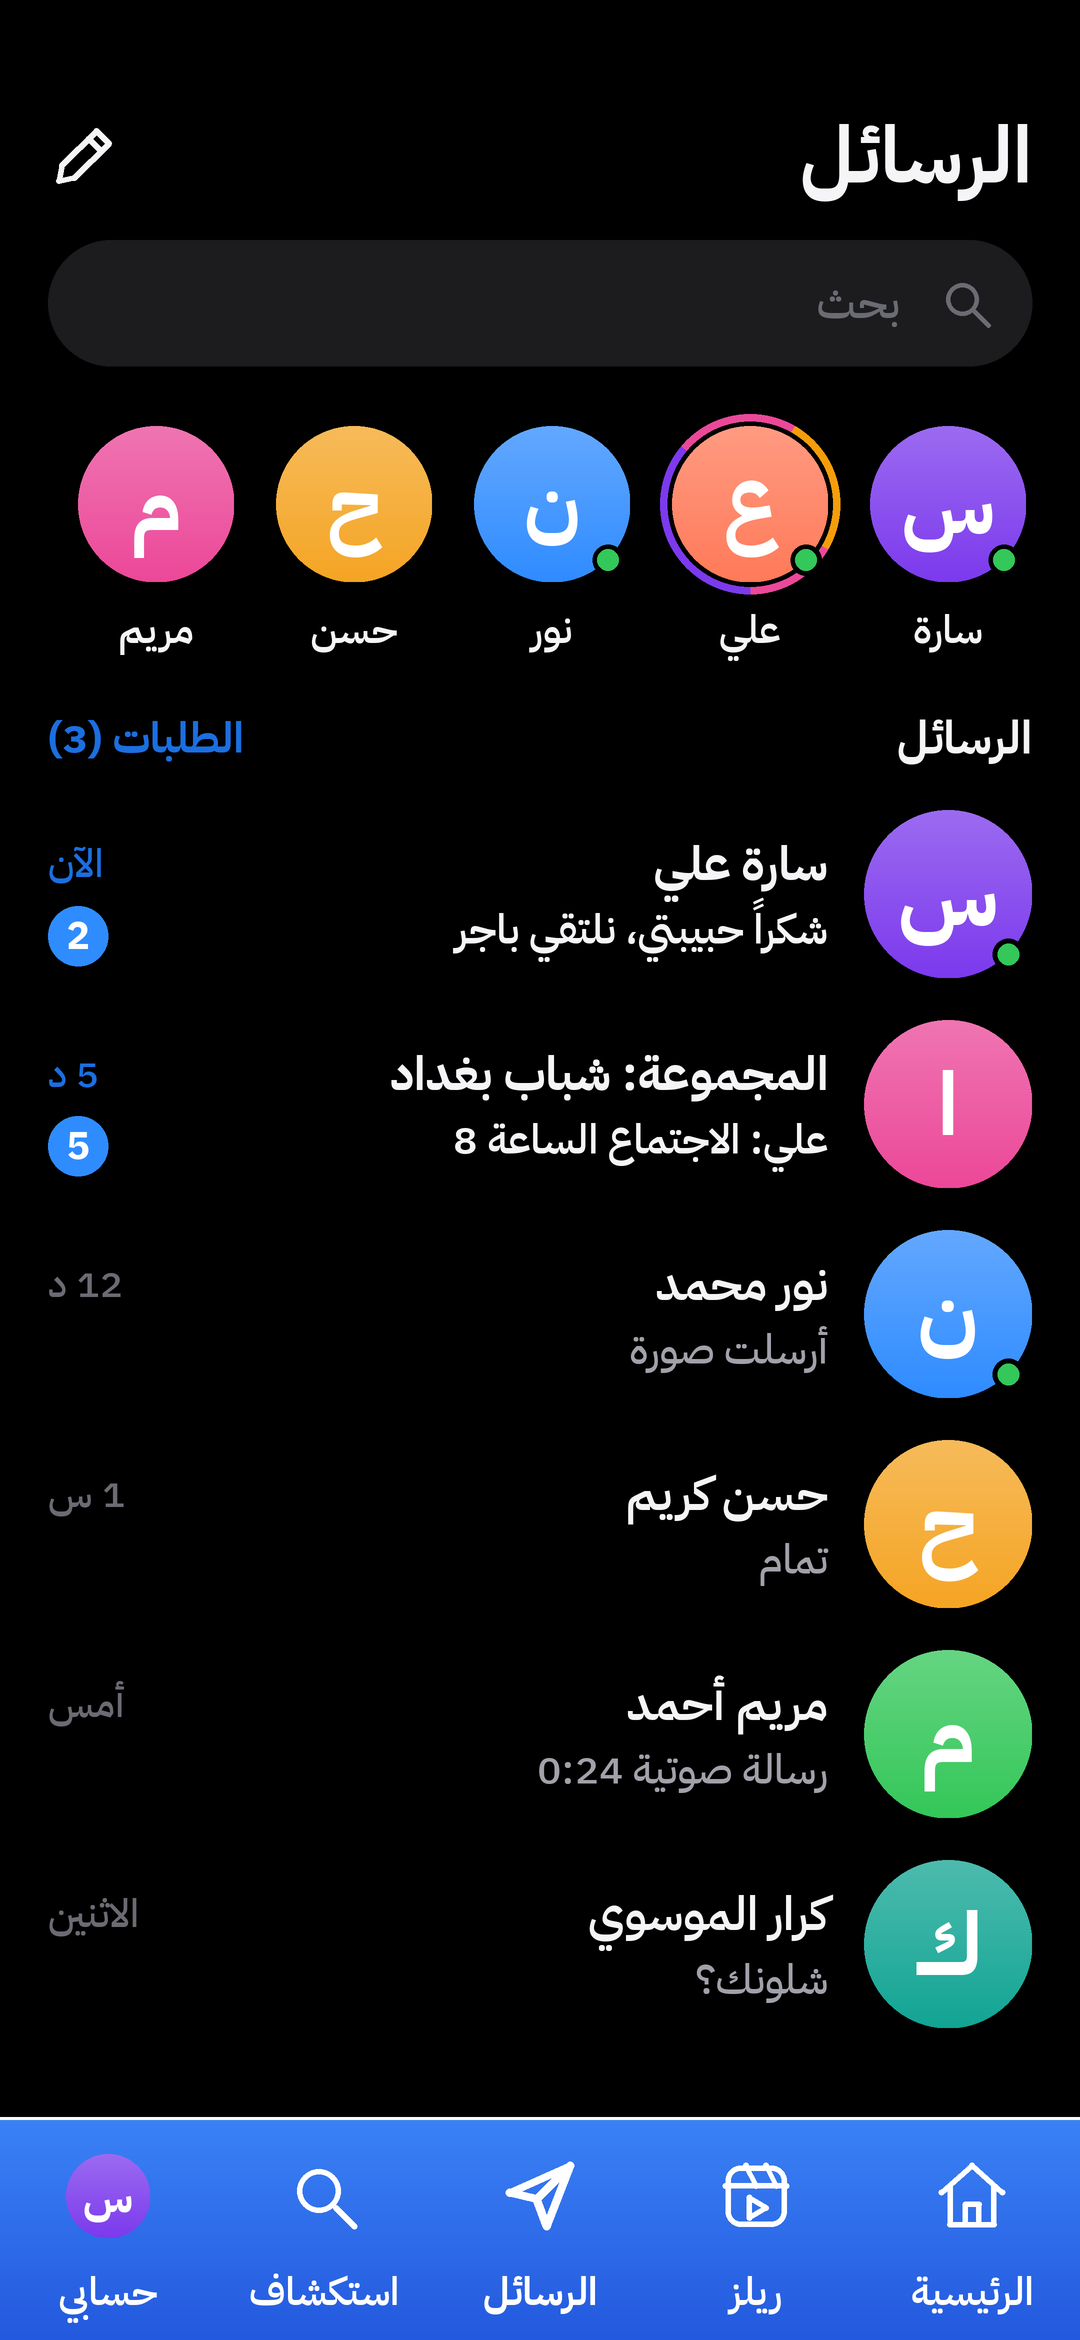 الرسائل
بحث
س
ع
ن
ح
م
سارة
علي
نور
حسن
مريم
الرسائل
الطلبات (3)
س
سارة علي
الآن
شكراً حبيبتي، نلتقي باجر
2
ا
المجموعة: شباب بغداد
5 د
علي: الاجتماع الساعة 8
5
ن
نور محمد
12 د
أرسلت صورة
ح
حسن كريم
1 س
تمام
م
مريم أحمد
أمس
رسالة صوتية 0:24
ك
كرار الموسوي
الاثنين
شلونك؟
س
الرئيسية
ريلز
الرسائل
استكشاف
حسابي